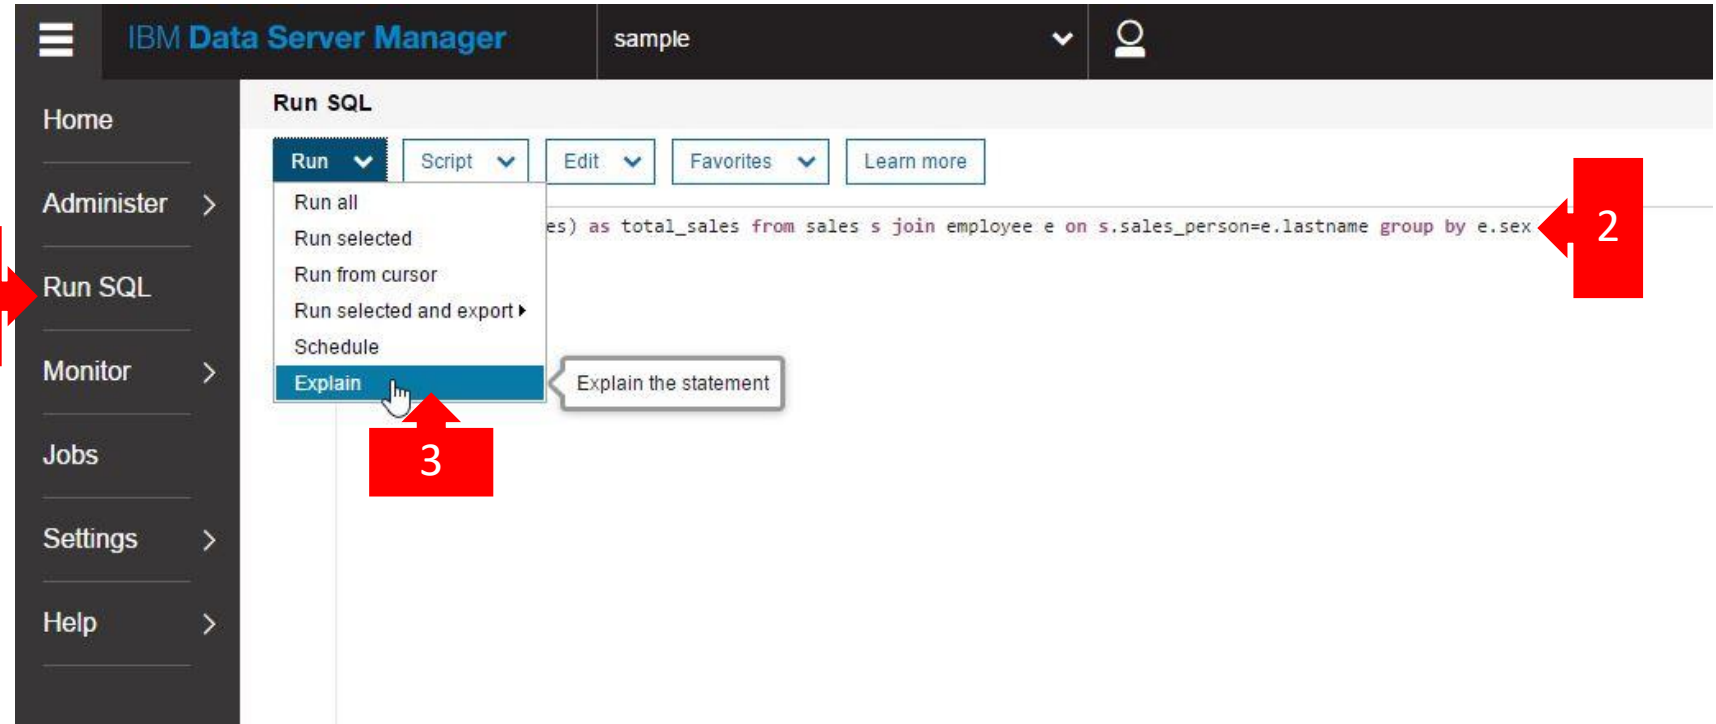 IBM Data Server Manager
sample
Home
Administer
Run SQL
Monitor
Jobs
Settings
Help
Run SQL
Run
Script
Edit
Favorites
Learn more
Run all
Run selected
Run from cursor
Run selected and export
Schedule
Explain
es) as total_sales from sales s join employee e on s.sales_person=e.lastname group by e.sex
2
Explain the statement
3